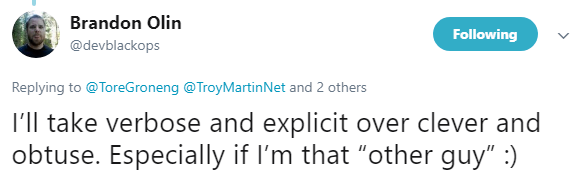 Brandon Olin
@devblackops
Following
Replying to @ToreGroneng @TroyMartinNet and 2 others
I’ll take verbose and explicit over clever and
obtuse. Especially if I’m that “other guy” :)